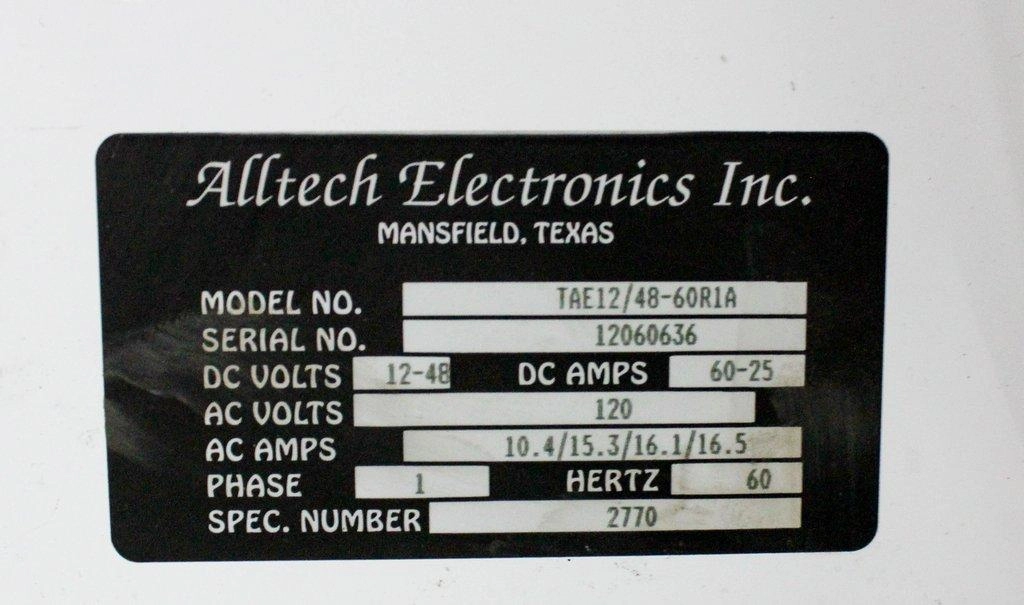 Alltech Electronics Inc.
MANSFIELD, TEXAS
MODEL NO. TAE12/48-60R1A
SERIAL NO. 12060636
DC VOLTS 12-48 DC AMPS 60-25
AC VOLTS 120
AC AMPS 10.4/15.3/16.1/16.5
PHASE 1 HERTZ 60
SPEC. NUMBER 2770